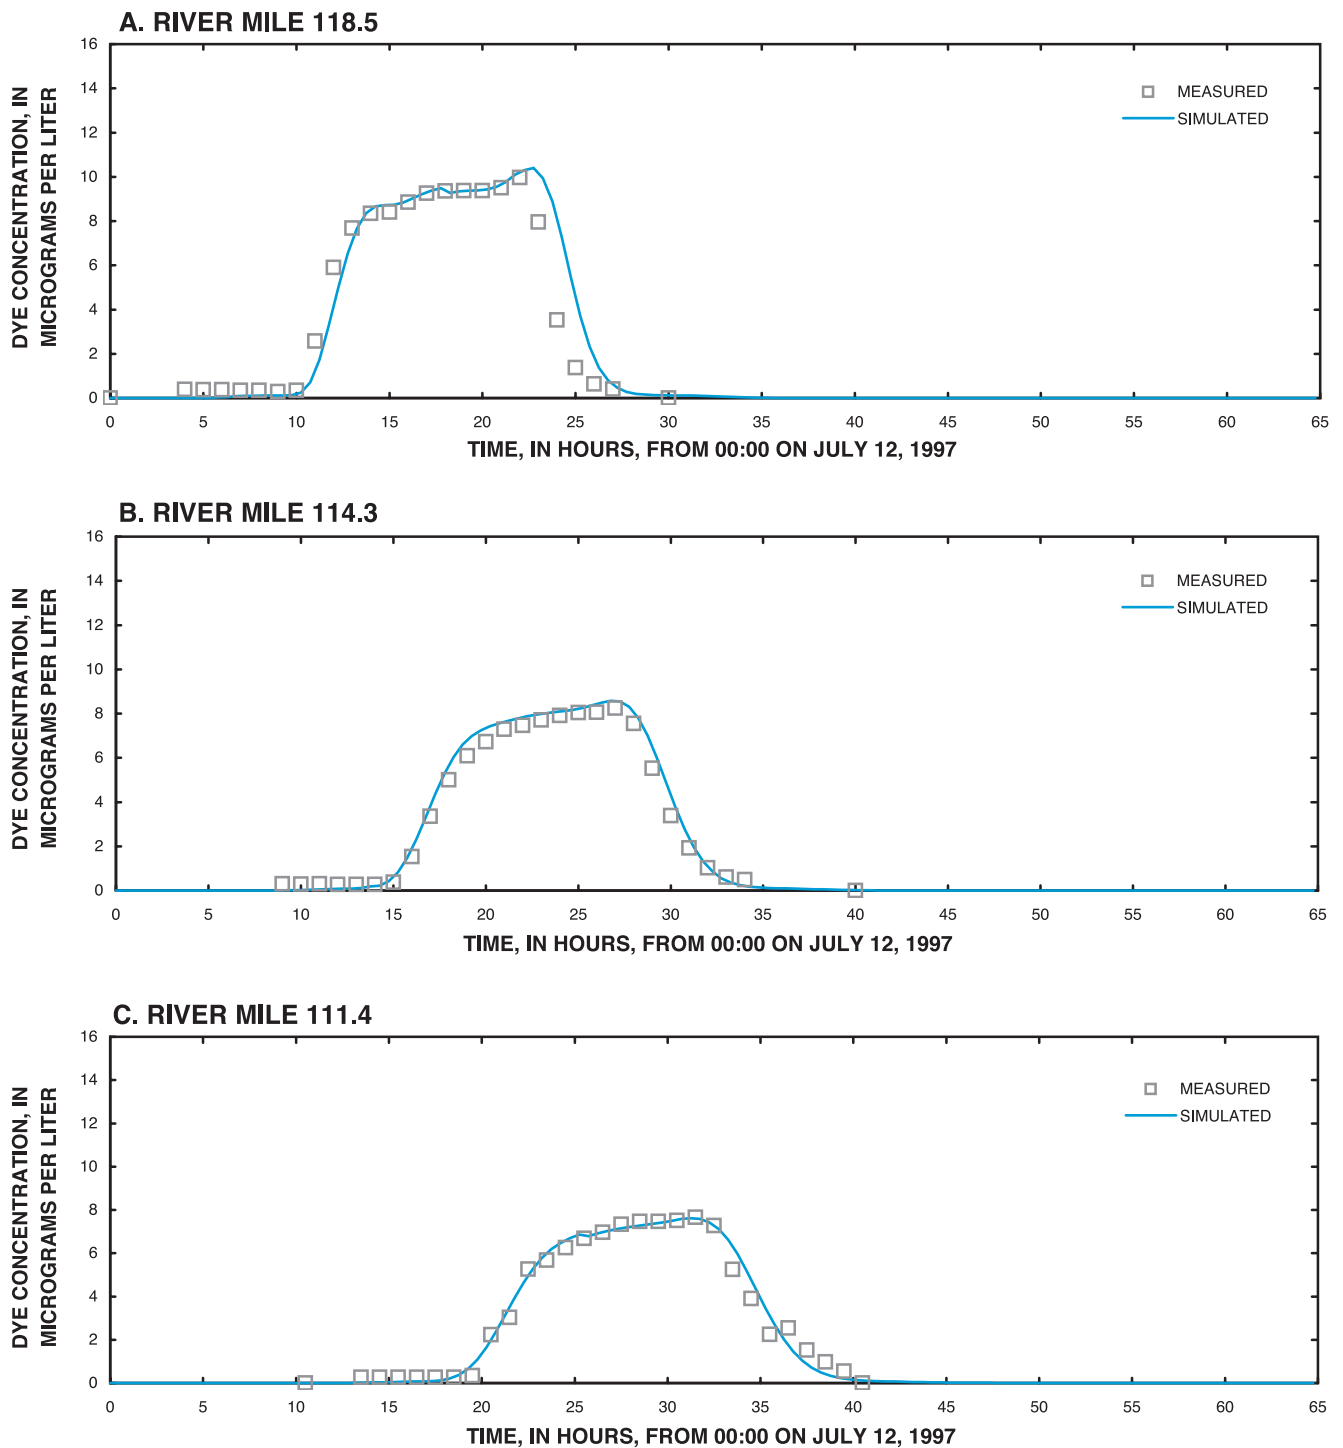 A. RIVER MILE 118.5
DYE CONCENTRATION, IN
MICROGRAMS PER LITER
16
14
12
10
8
6
4
2
0
MEASURED
SIMULATED
0 5 10 15 20 25 30 35 40 45 50 55 60 65
TIME, IN HOURS, FROM 00:00 ON JULY 12, 1997
B. RIVER MILE 114.3
DYE CONCENTRATION, IN
MICROGRAMS PER LITER
16
14
12
10
8
6
4
2
0
MEASURED
SIMULATED
0 5 10 15 20 25 30 35 40 45 50 55 60 65
TIME, IN HOURS, FROM 00:00 ON JULY 12, 1997
C. RIVER MILE 111.4
DYE CONCENTRATION, IN
MICROGRAMS PER LITER
16
14
12
10
8
6
4
2
0
MEASURED
SIMULATED
0 5 10 15 20 25 30 35 40 45 50 55 60 65
TIME, IN HOURS, FROM 00:00 ON JULY 12, 1997